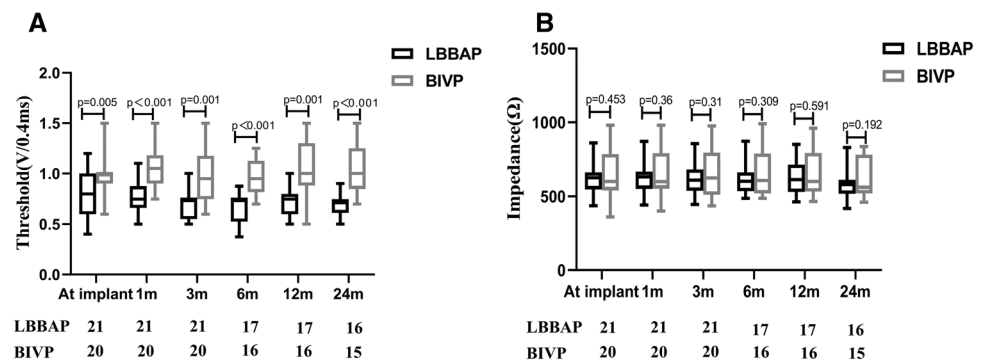 A
LBBAP
BIVP
Threshold(V/0.4ms)
2.0
1.5
1.0
0.5
0.0
p=0.005
p<0.001
p=0.001
p<0.001
p=0.001
p<0.001
At implant 1m 3m 6m 12m 24m
LBBAP 21 21 21 17 17 16
BIVP 20 20 20 16 16 15
B
LBBAP
BIVP
Impedance(Ω)
1500
1000
500
0
p=0.453
p=0.36
p=0.31
p=0.309
p=0.591
p=0.192
At implant 1m 3m 6m 12m 24m
LBBAP 21 21 21 17 17 16
BIVP 20 20 20 16 16 15